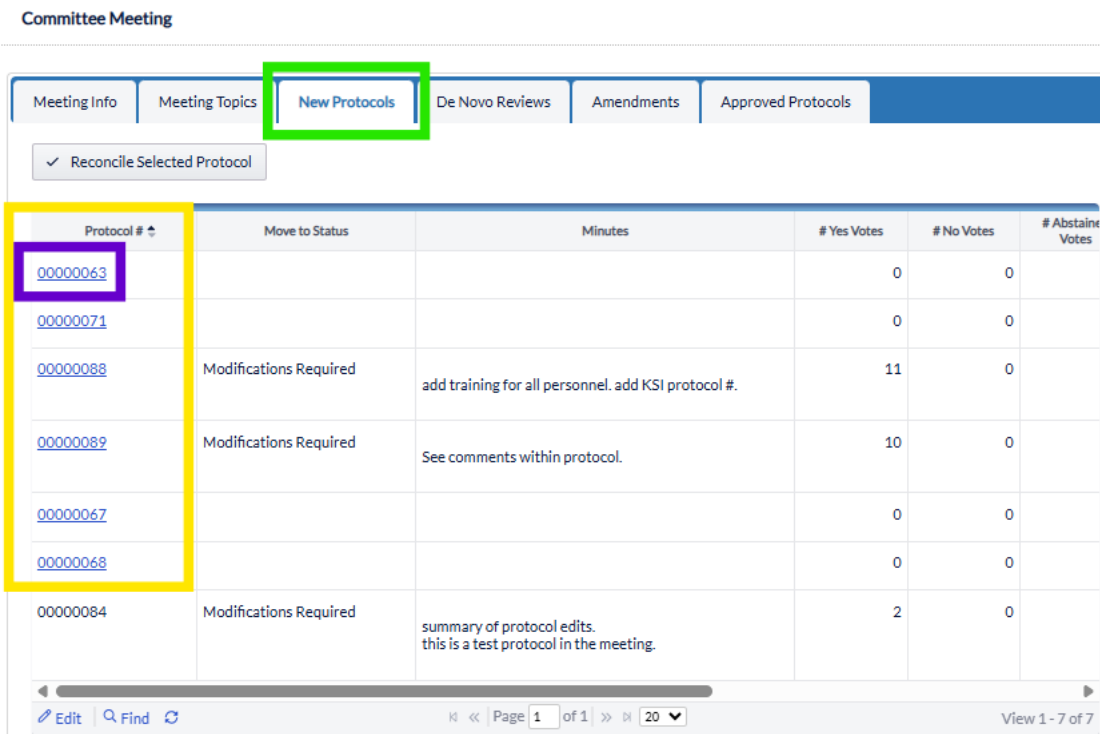 Committee Meeting
Meeting Info Meeting Topics New Protocols De Novo Reviews Amendments Approved Protocols
Reconcile Selected Protocol
Protocol # Move to Status Minutes # Yes Votes # No Votes # Abstaine
Votes
00000063 0 0
00000071 0 0
00000088 Modifications Required 11 0
add training for all personnel. add KSI protocol #.
00000089 Modifications Required 10 0
See comments within protocol.
00000067 0 0
00000068 0 0
00000084 Modifications Required 2 0
summary of protocol edits.
this is a test protocol in the meeting.
Edit Find Page 1 of 1 20 View 1 - 7 of 7